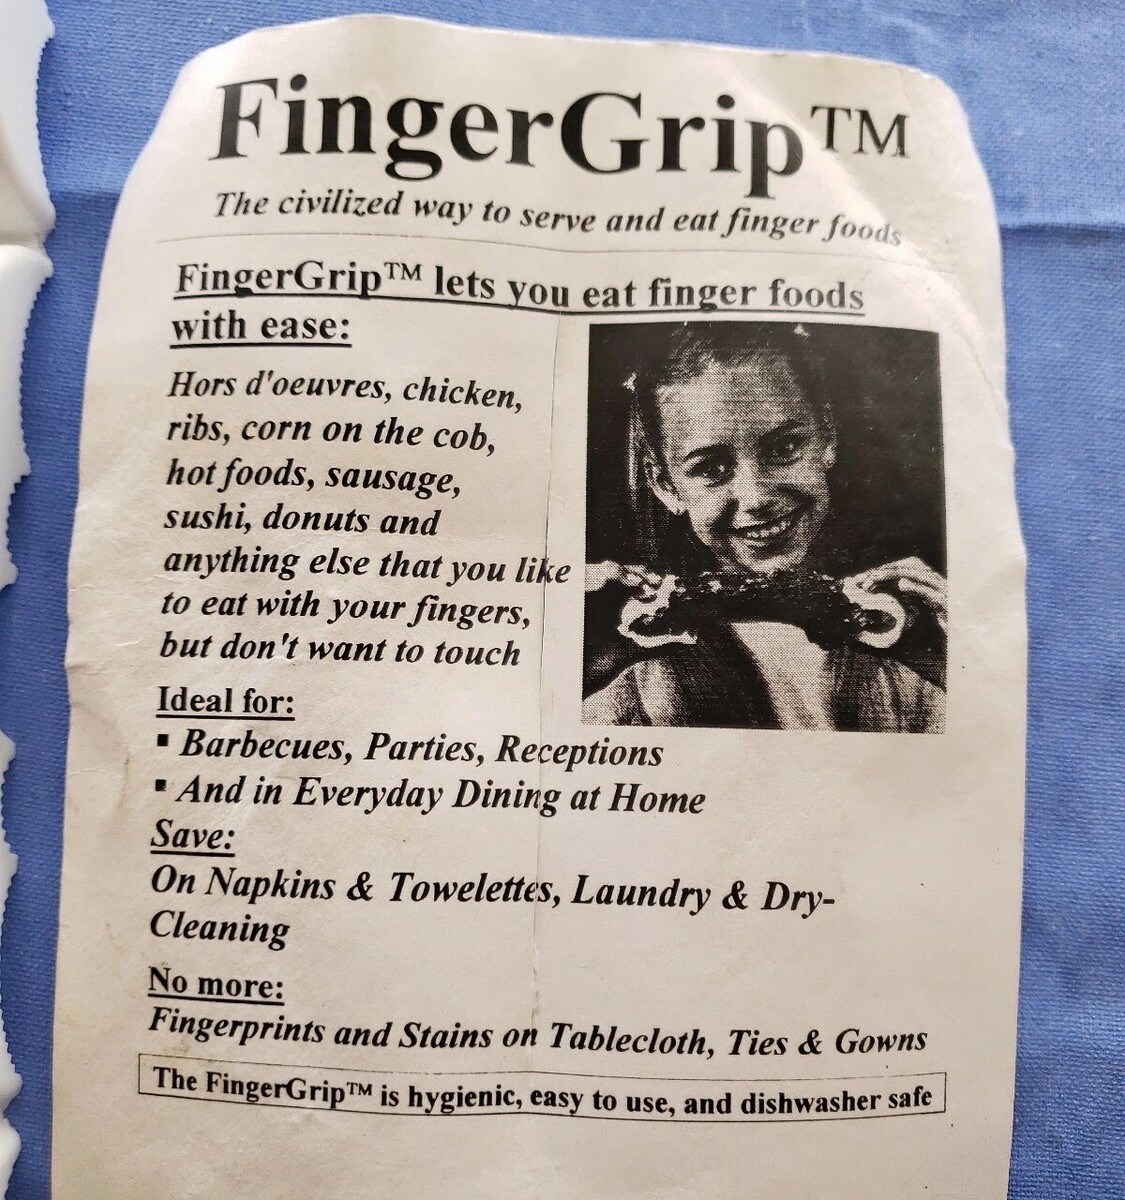 FingerGrip™
The civilized way to serve and eat finger foods
FingerGrip™ lets you eat finger foods
with ease:
Hors d'oeuvres, chicken,
ribs, corn on the cob,
hot foods, sausage,
sushi, donuts and
anything else that you like
to eat with your fingers,
but don't want to touch
Ideal for:
▪ Barbecues, Parties, Receptions
▪ And in Everyday Dining at Home
Save:
On Napkins & Towelettes, Laundry & Dry-
Cleaning
No more:
Fingerprints and Stains on Tablecloth, Ties & Gowns
The FingerGrip™ is hygienic, easy to use, and dishwasher safe